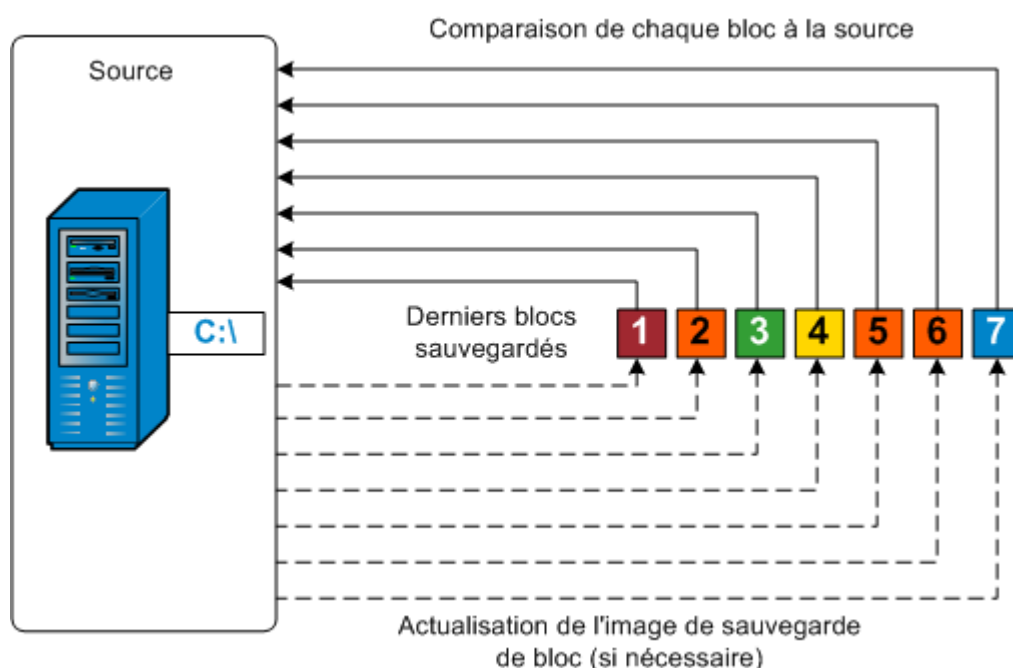 Comparaison de chaque bloc à la source
Source
C:\
Derniers blocs
sauvegardés
1 2 3 4 5 6 7
Actualisation de l'image de sauvegarde
de bloc (si nécessaire)